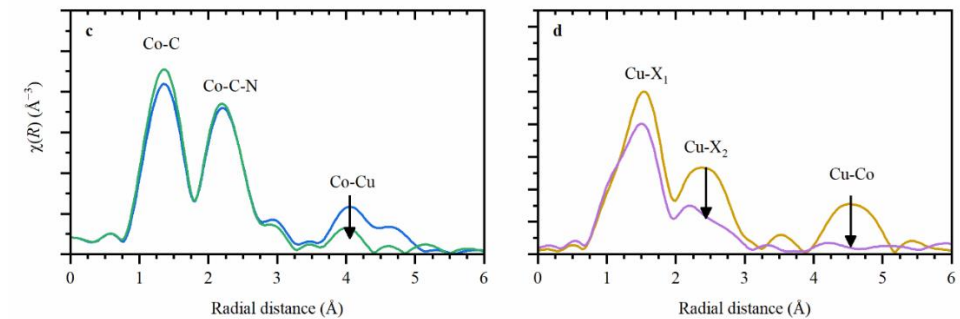 c
Co-C
Co-C-N
Co-Cu
χ(R) (Å⁻³)
0 1 2 3 4 5 6
Radial distance (Å)
d
Cu-X₁
Cu-X₂
Cu-Co
0 1 2 3 4 5 6
Radial distance (Å)